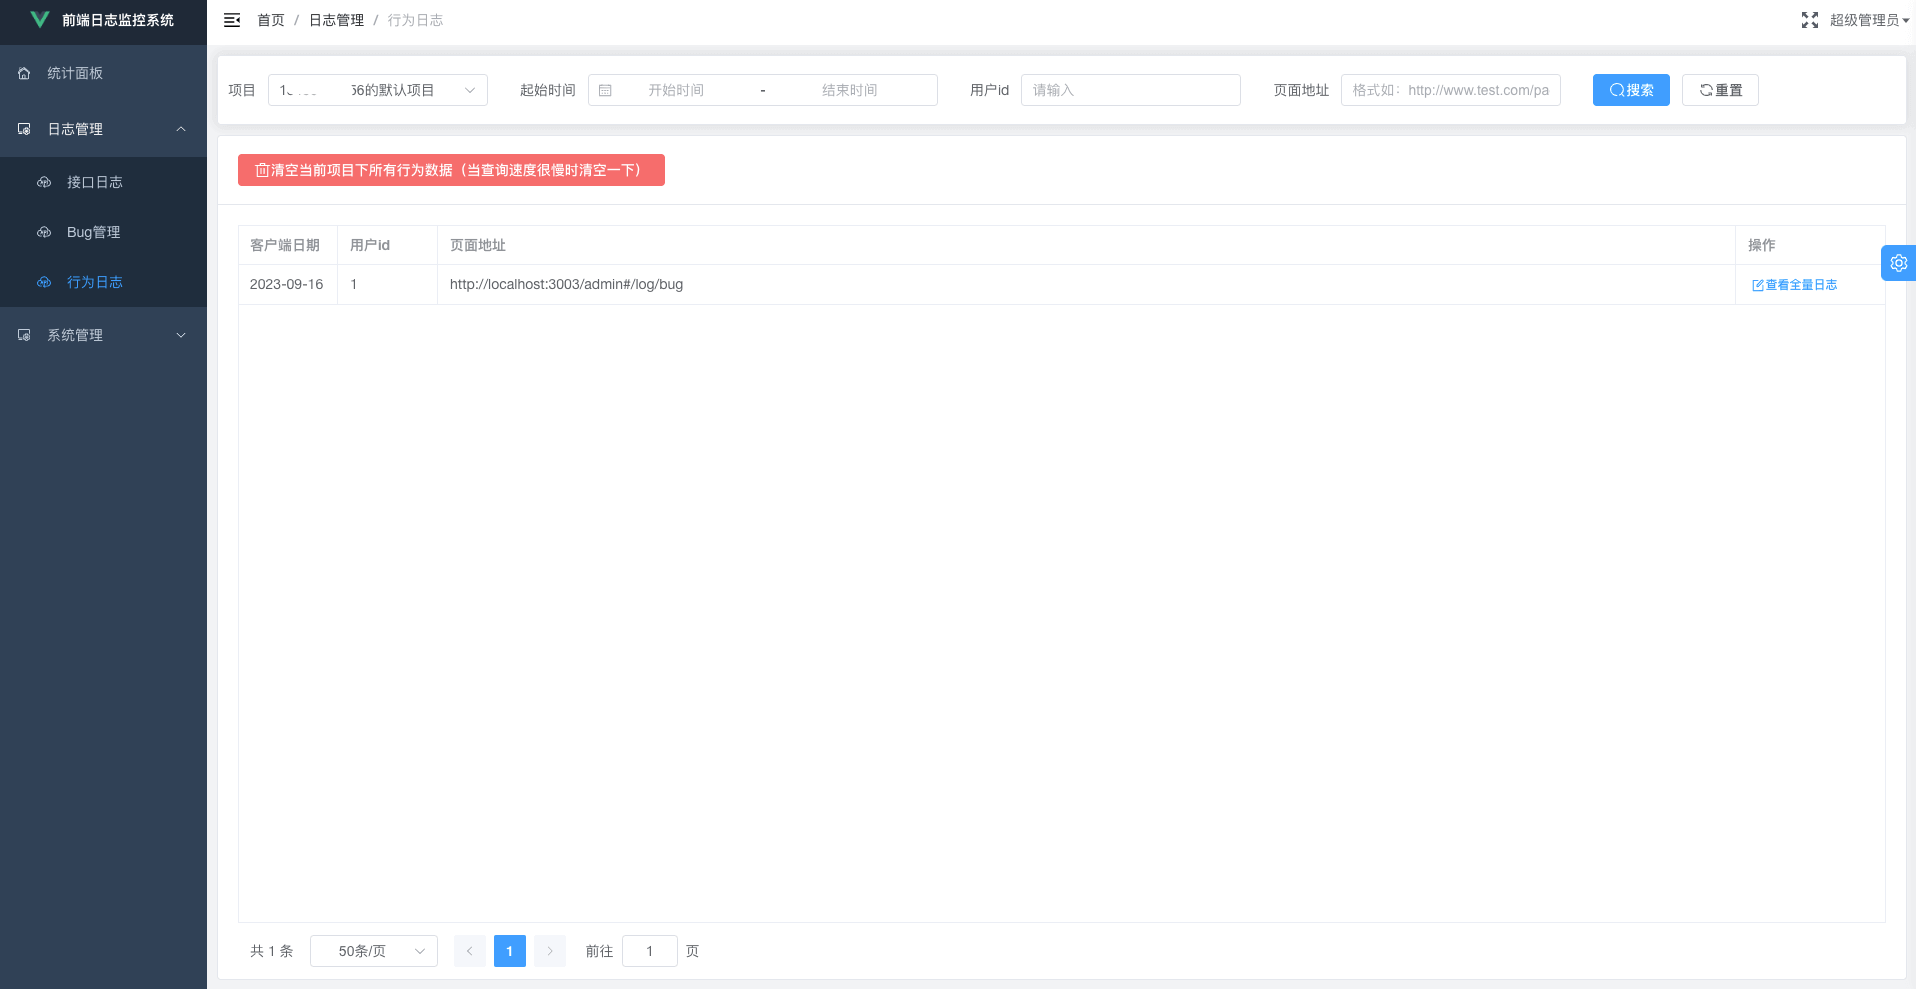 前端日志监控系统
首页 / 日志管理 / 行为日志
超级管理员
统计面板
日志管理
接口日志
Bug管理
行为日志
系统管理
项目
56的默认项目
起始时间
开始时间 - 结束时间
用户id
请输入
页面地址
格式如：http://www.test.com/pa
搜索
重置
清空当前项目下所有行为数据（当查询速度很慢时清空一下）
客户端日期 用户id 页面地址 操作
2023-09-16 1 http://localhost:3003/admin#/log/bug 查看全量日志
共 1 条 50条/页 1 前往 1 页